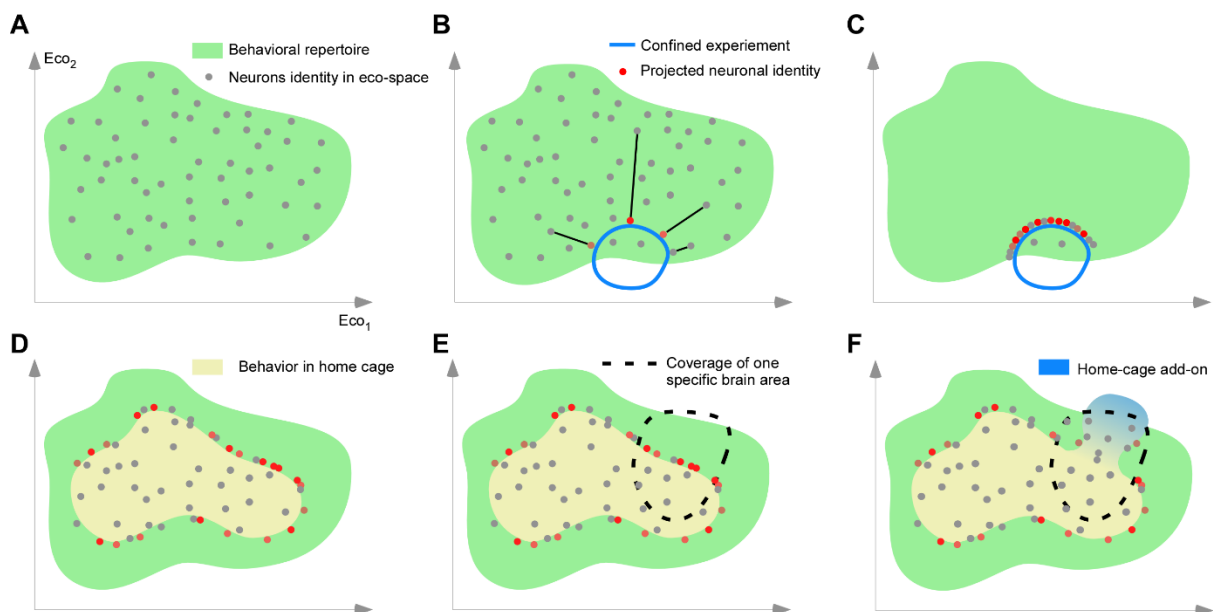 A
Eco2
Behavioral repertoire
Neurons identity in eco-space
Eco1
B
Confined experiement
Projected neuronal identity
C
D
Behavior in home cage
E
Coverage of one
specific brain area
F
Home-cage add-on